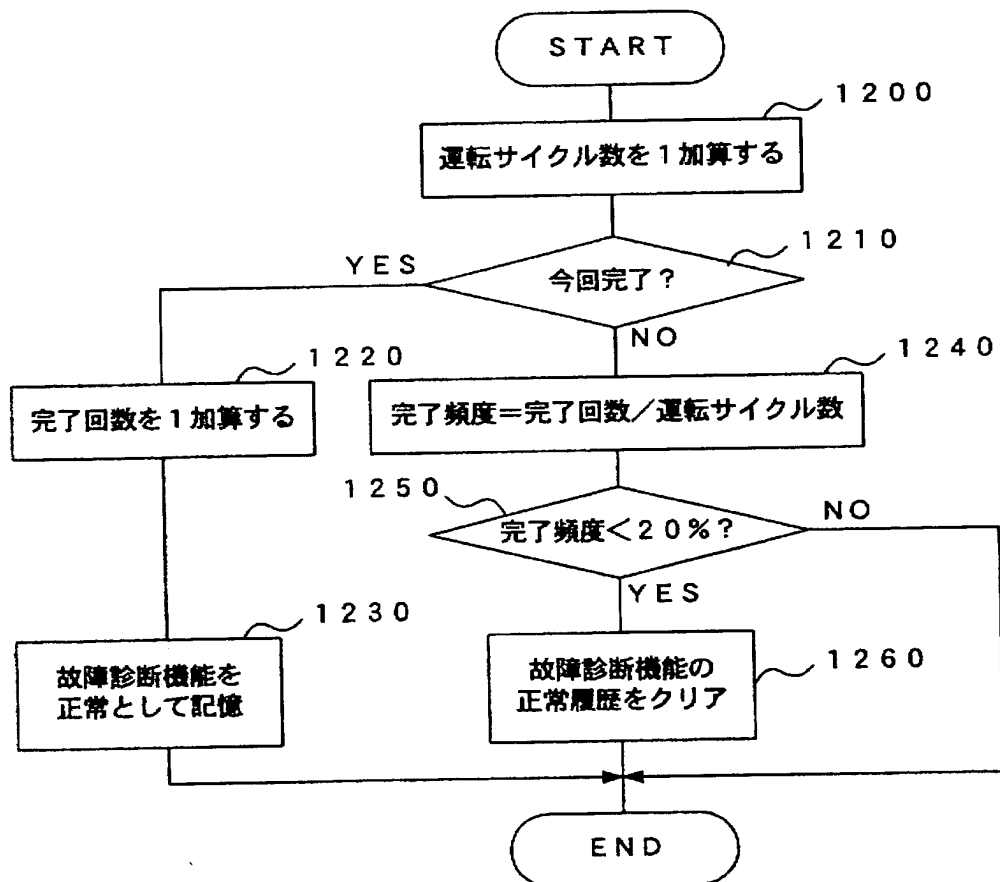 START
1200
運転サイクル数を1加算する
1210
今回完了?
YES
NO
1220
完了回数を1加算する
1240
完了頻度=完了回数/運転サイクル数
1250
完了頻度<20%?
NO
YES
1230
故障診断機能を
正常として記憶
1260
故障診断機能の
正常履歴をクリア
END